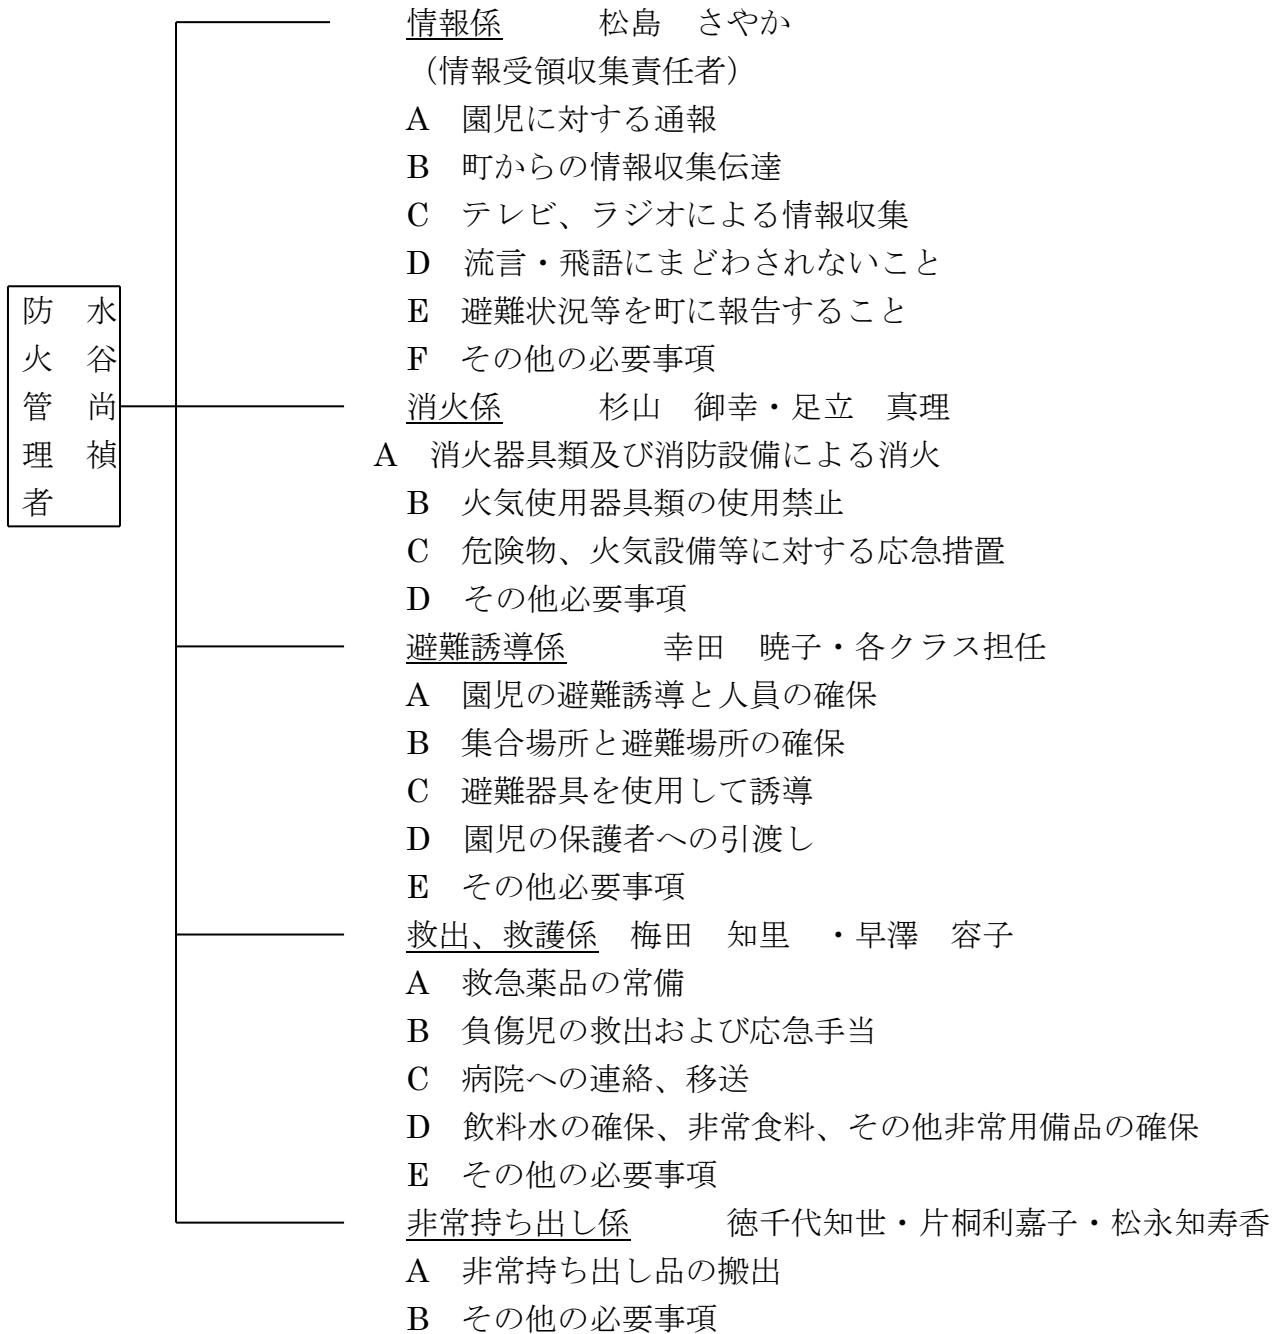 情報係　　　松島　さやか
（情報受領収集責任者）
A　園児に対する通報
B　町からの情報収集伝達
C　テレビ、ラジオによる情報収集
D　流言・飛語にまどわされないこと
E　避難状況等を町に報告すること
F　その他の必要事項
防火管理者
水谷尚禎
消火係　　　杉山　御幸・足立　真理
A　消火器具類及び消防設備による消火
B　火気使用器具類の使用禁止
C　危険物、火気設備等に対する応急措置
D　その他必要事項
避難誘導係　　　幸田　暁子・各クラス担任
A　園児の避難誘導と人員の確保
B　集合場所と避難場所の確保
C　避難器具を使用して誘導
D　園児の保護者への引渡し
E　その他必要事項
救出、救護係　梅田　知里　・早澤　容子
A　救急薬品の常備
B　負傷児の救出および応急手当
C　病院への連絡、移送
D　飲料水の確保、非常食料、その他非常用備品の確保
E　その他の必要事項
非常持ち出し係　　　徳千代知世・片桐利嘉子・松永知寿香
A　非常持ち出し品の搬出
B　その他の必要事項